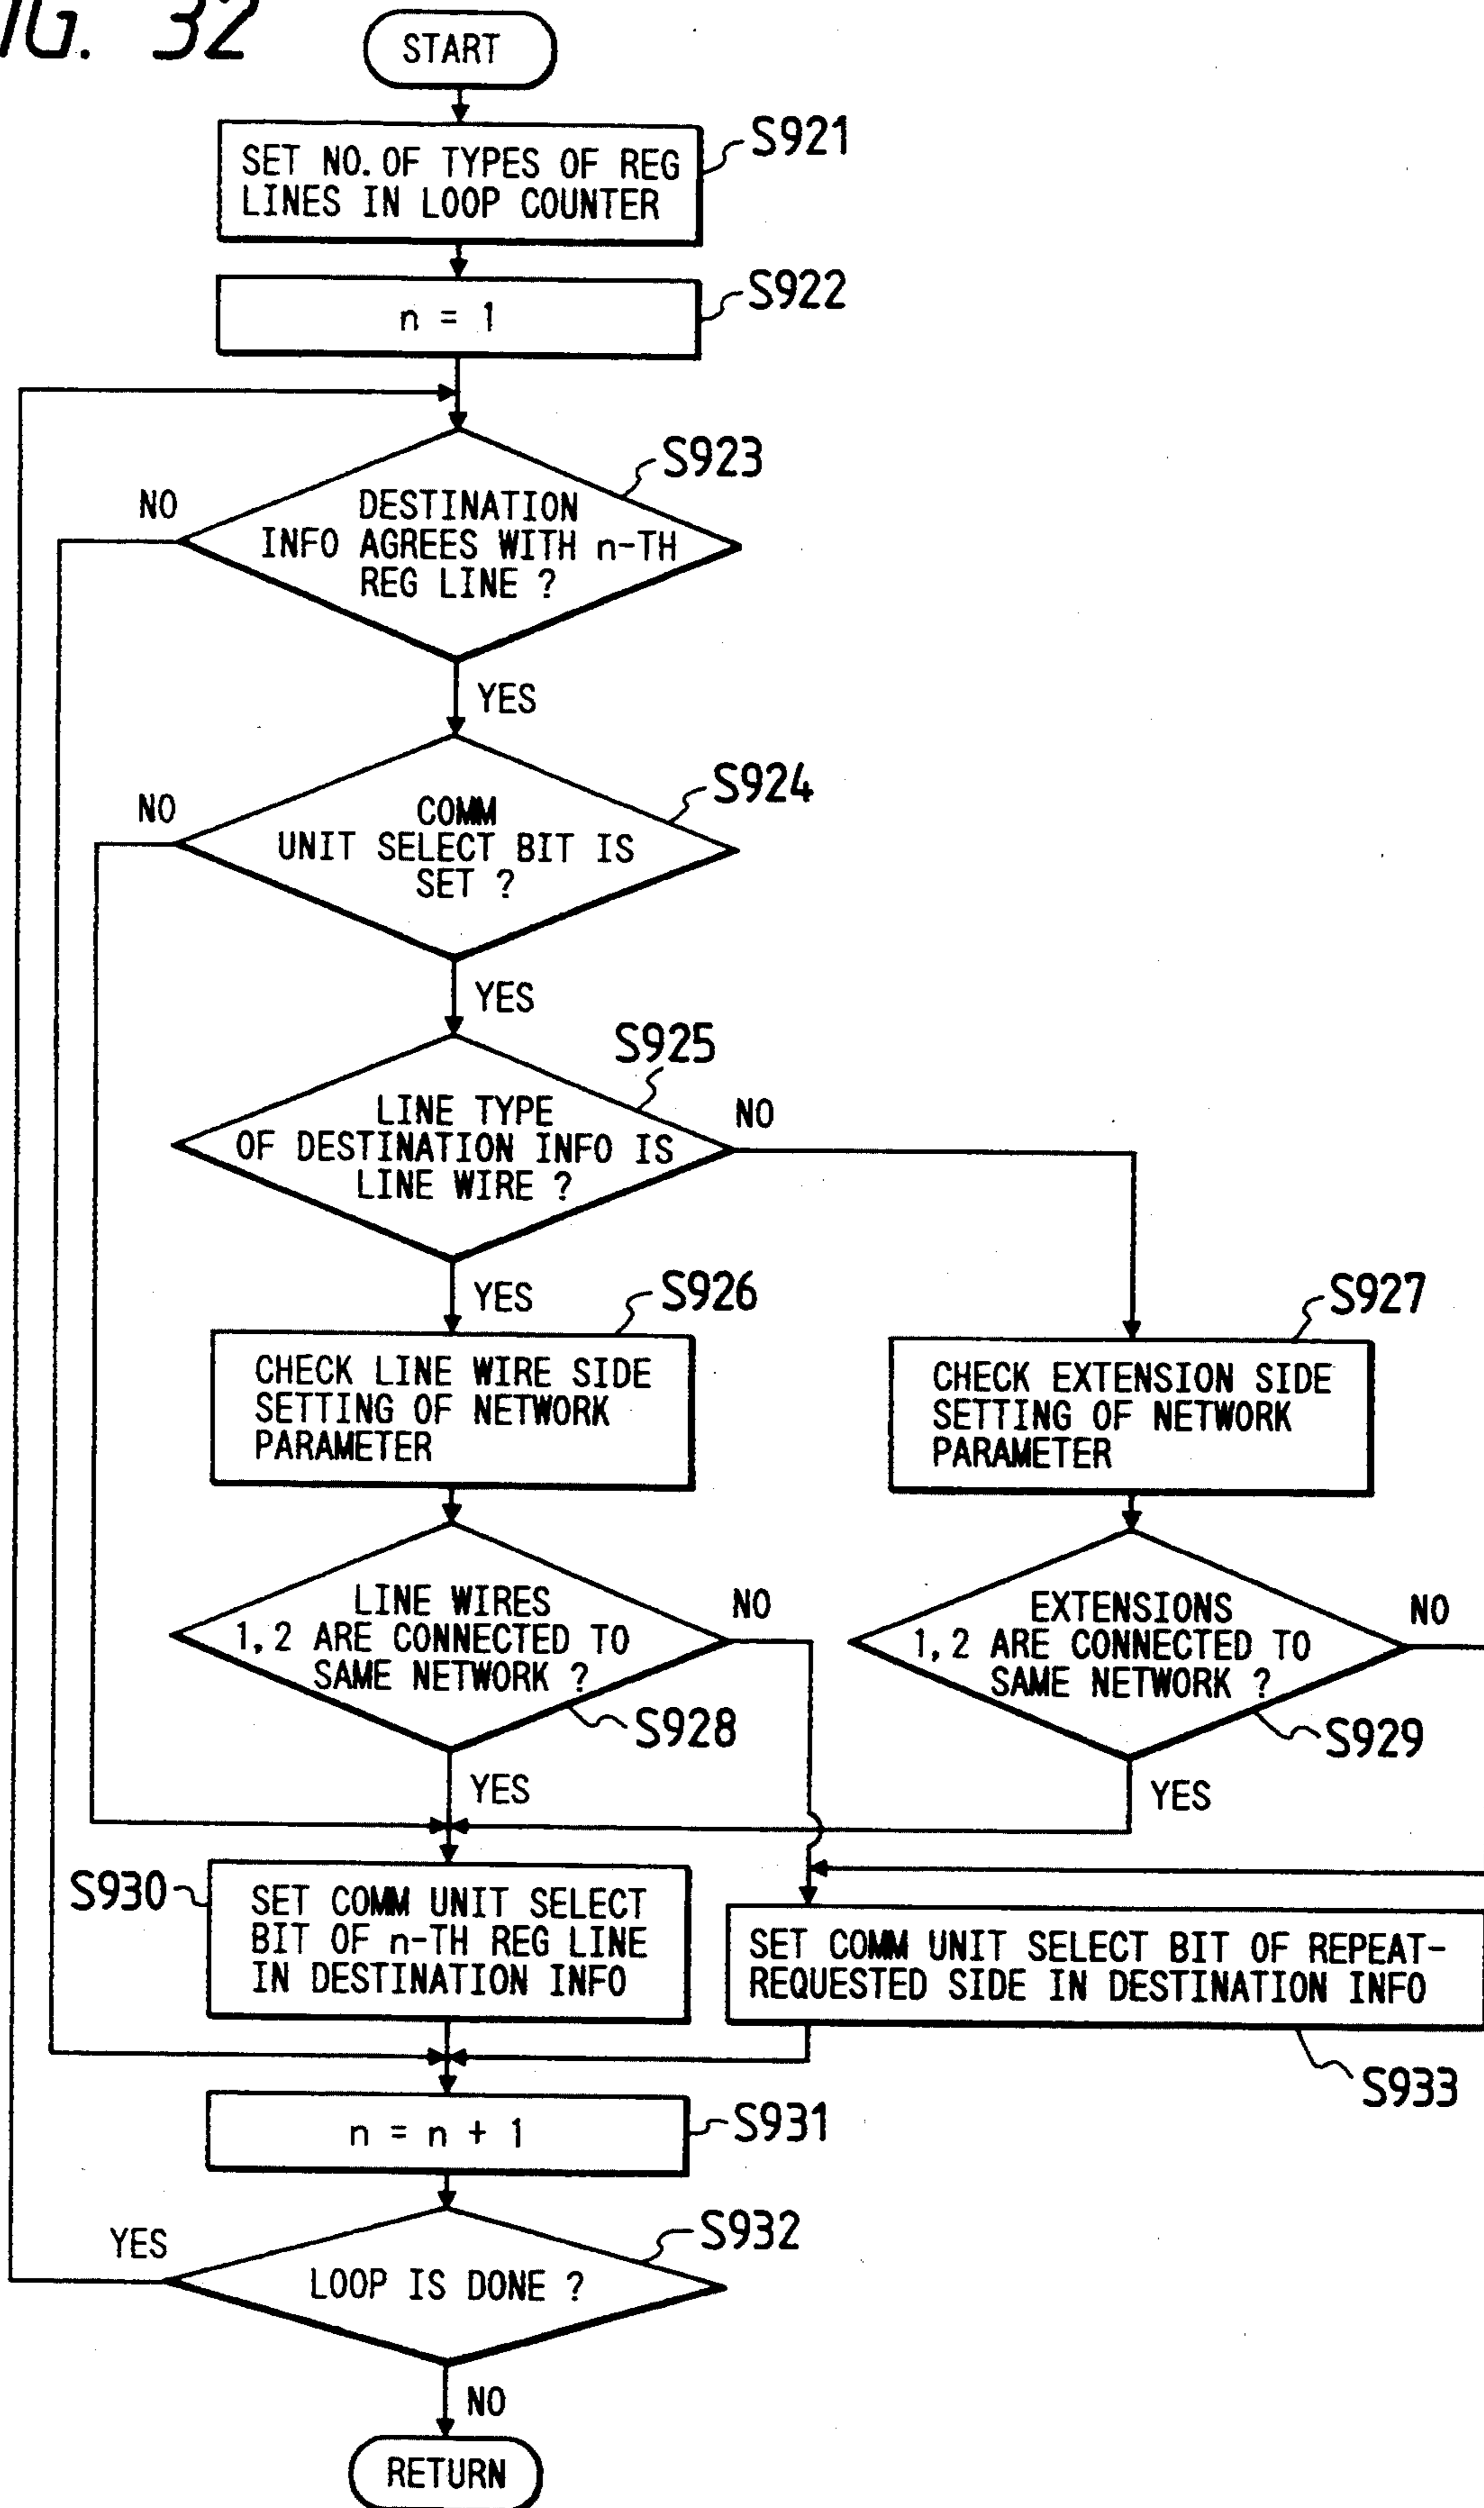 IG. 32
START
S921
SET NO. OF TYPES OF REG
LINES IN LOOP COUNTER
S922
n = 1
S923
NO
DESTINATION
INFO AGREES WITH n-TH
REG LINE ?
YES
S924
NO
COMM
UNIT SELECT BIT IS
SET ?
YES
S925
NO
LINE TYPE
OF DESTINATION INFO IS
LINE WIRE ?
YES
S926
S927
CHECK LINE WIRE SIDE
SETTING OF NETWORK
PARAMETER
CHECK EXTENSION SIDE
SETTING OF NETWORK
PARAMETER
LINE WIRES
1, 2 ARE CONNECTED TO
SAME NETWORK ?
NO
S928
YES
EXTENSIONS
1, 2 ARE CONNECTED TO
SAME NETWORK ?
NO
S929
YES
S930
SET COMM UNIT SELECT
BIT OF n-TH REG LINE
IN DESTINATION INFO
SET COMM UNIT SELECT BIT OF REPEAT-
REQUESTED SIDE IN DESTINATION INFO
S933
n = n + 1
S931
S932
YES
LOOP IS DONE ?
NO
RETURN